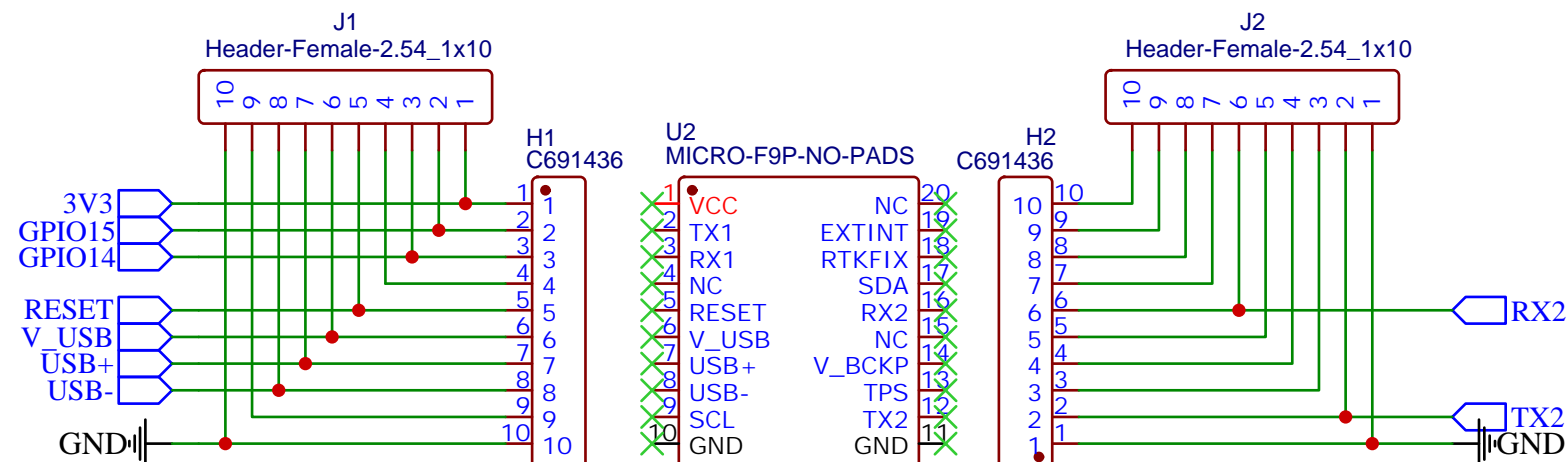 J1
Header-Female-2.54_1x10
10 9 8 7 6 5 4 3 2 1
J2
Header-Female-2.54_1x10
10 9 8 7 6 5 4 3 2 1
H1
C691436
U2
MICRO-F9P-NO-PADS
H2
C691436
3V3 1 1 1 VCC NC 20 10 10
GPIO15 2 2 2 TX1 EXTINT 19 9 9
GPIO14 3 3 3 RX1 RTKFIX 18 8 8
4 4 4 NC SDA 17 7 7
RESET 5 5 5 RESET RX2 16 6 6 RX2
V_USB 6 6 6 V_USB NC 15 5 5
USB+ 7 7 7 USB+ V_BCKP 14 4 4
USB- 8 8 8 USB- TPS 13 3 3
9 9 9 SCL TX2 12 2 2 TX2
GND 10 10 10 GND GND 11 1 1 GND